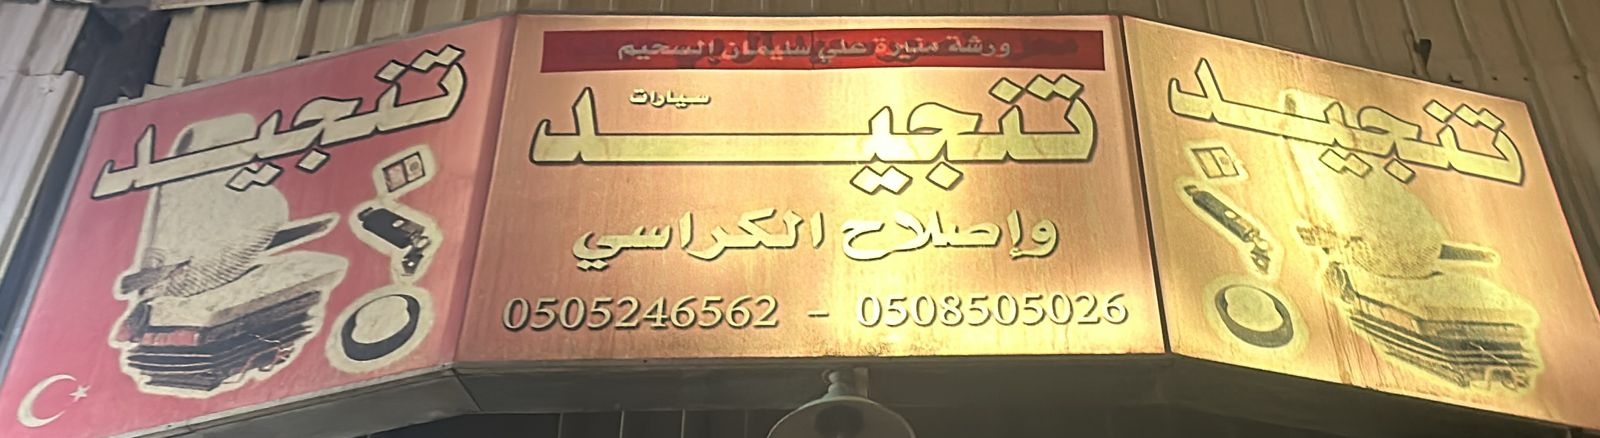 تنجيد
ورشة منيرة علي سليمان السحيم
تنجيد
سيارات
وإصلاح الكراسي
0505246562 - 0508505026
تنجيد